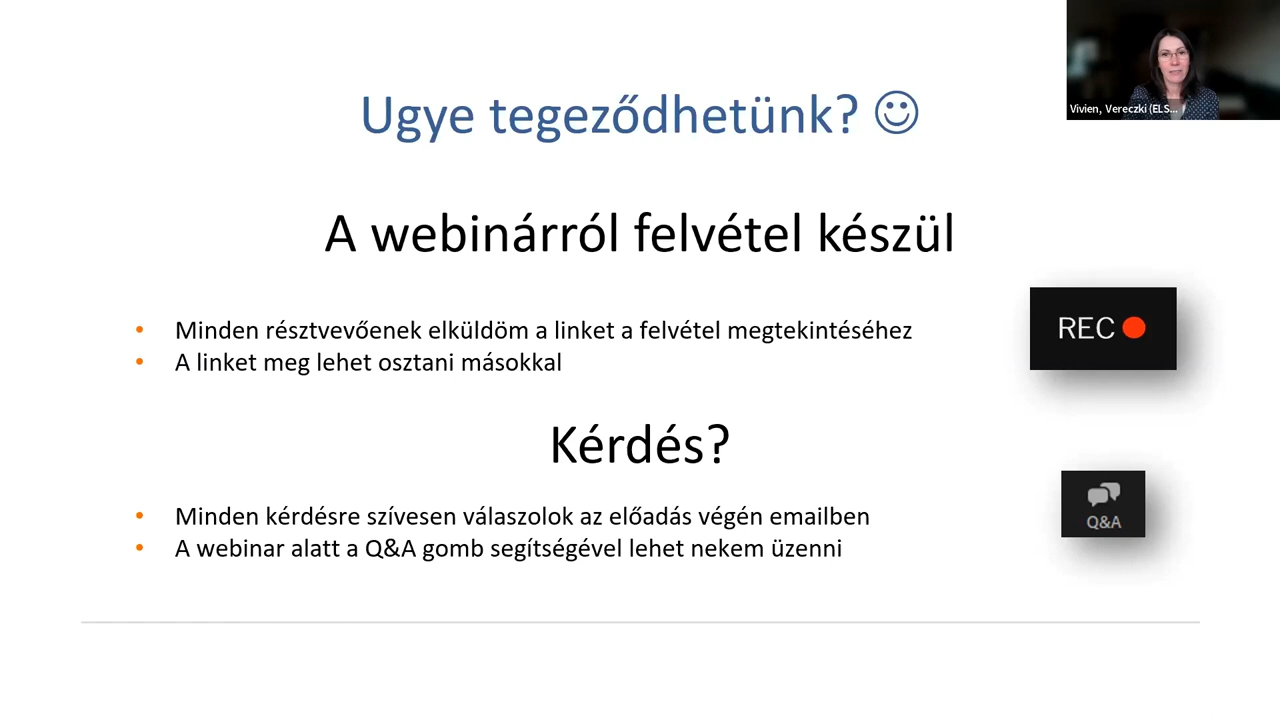 Vivien, Vereczki (ELS...
Ugye tegeződhetünk? ☺
A webinárról felvétel készül
• Minden résztvevőenek elküldöm a linket a felvétel megtekintéséhez
• A linket meg lehet osztani másokkal
REC
Kérdés?
• Minden kérdésre szívesen válaszolok az előadás végén emailben
• A webinar alatt a Q&A gomb segítségével lehet nekem üzenni
Q&A